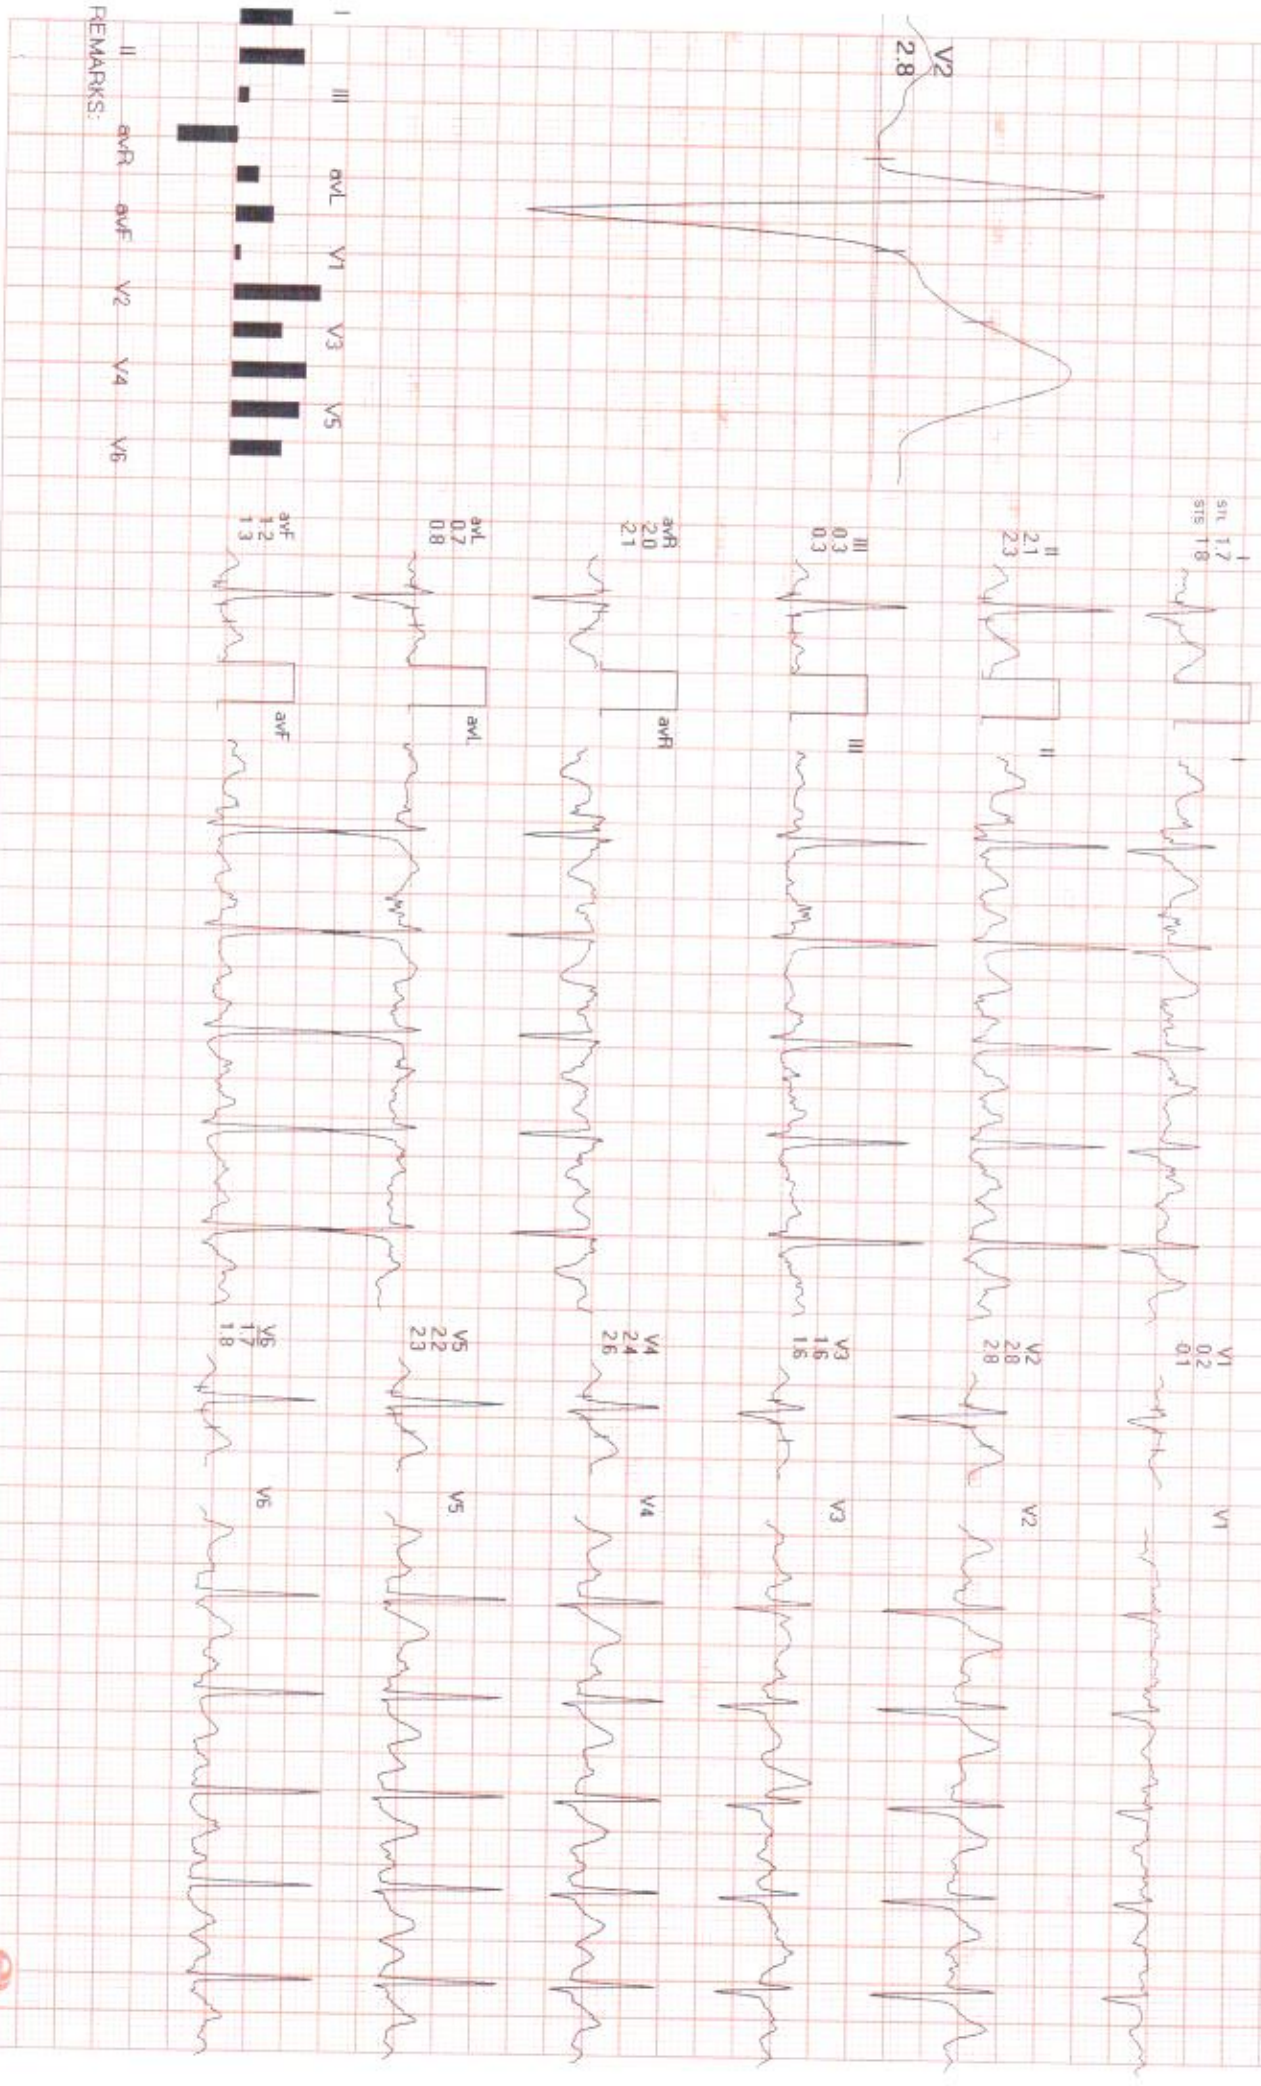 V2
2.8
I III avL V1 V3 V5
II avR avF V2 V4 V6
REMARKS:
I
STL 1.7
STS 1.8
I
V1
0.2
-0.1
V1
II
2.1
2.3
II
V2
2.8
2.8
V2
III
0.3
0.3
III
V3
1.6
1.6
V3
avR
-2.0
-2.1
avR
V4
2.4
2.6
V4
avL
0.7
0.8
avL
V5
2.2
2.3
V5
avF
1.2
1.3
avF
V6
1.7
1.8
V6